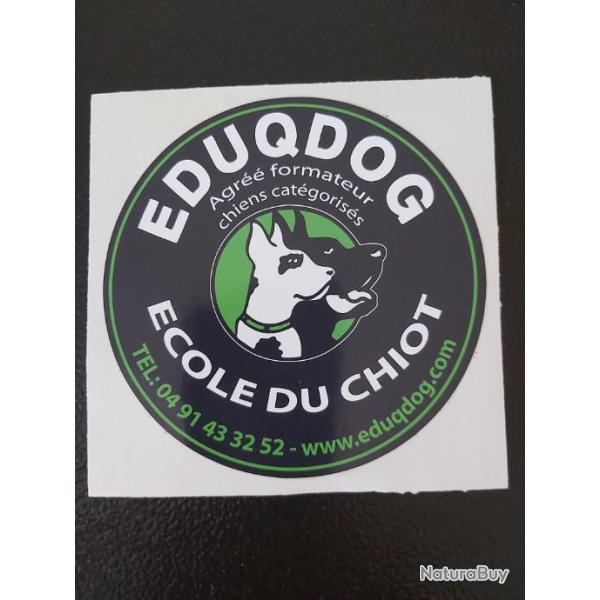 EDUQDOG
Agréé formateur
chiens catégorisés
ECOLE DU CHIOT
TEL: 04 91 43 32 52 - www.eduqdog.com
NaturaBuy